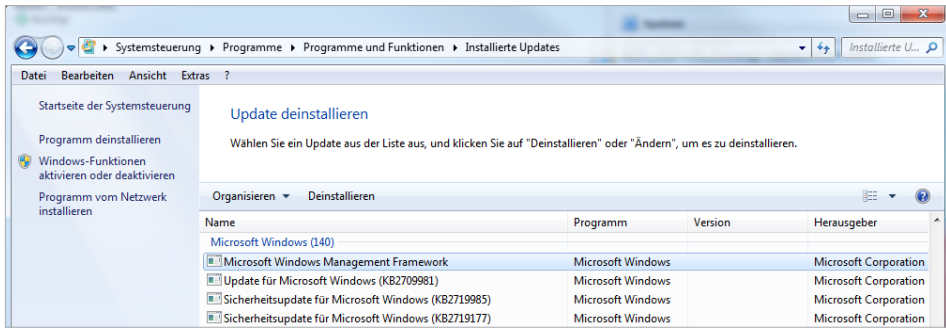 Systemsteuerung ▸ Programme ▸ Programme und Funktionen ▸ Installierte Updates
Installierte U...
Datei Bearbeiten Ansicht Extras ?
Startseite der Systemsteuerung
Programm deinstallieren
Windows-Funktionen
aktivieren oder deaktivieren
Programm vom Netzwerk
installieren
Update deinstallieren
Wählen Sie ein Update aus der Liste aus, und klicken Sie auf "Deinstallieren" oder "Ändern", um es zu deinstallieren.
Organisieren Deinstallieren
Name Programm Version Herausgeber
Microsoft Windows (140)
Microsoft Windows Management Framework Microsoft Windows Microsoft Corporation
Update für Microsoft Windows (KB2709981) Microsoft Windows Microsoft Corporation
Sicherheitsupdate für Microsoft Windows (KB2719985) Microsoft Windows Microsoft Corporation
Sicherheitsupdate für Microsoft Windows (KB2719177) Microsoft Windows Microsoft Corporation